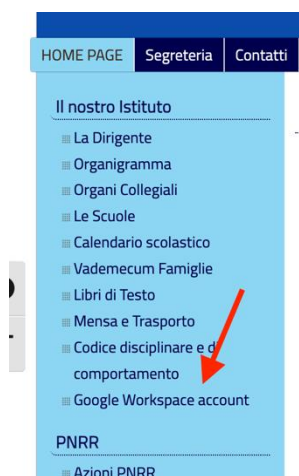 HOME PAGE Segreteria Contatti
Il nostro Istituto
La Dirigente
Organigramma
Organi Collegiali
Le Scuole
Calendario scolastico
Vademecum Famiglie
Libri di Testo
Mensa e Trasporto
Codice disciplinare e di
comportamento
Google Workspace account
PNRR
Azioni PNRR